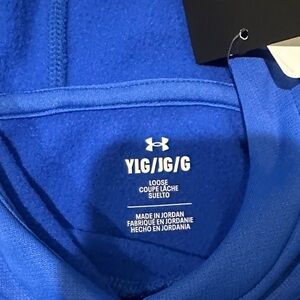 YLG/JG/G
LOOSE
COUPE LÂCHE
SUELTO
MADE IN JORDAN
FABRIQUÉ EN JORDANIE
HECHO EN JORDANIA